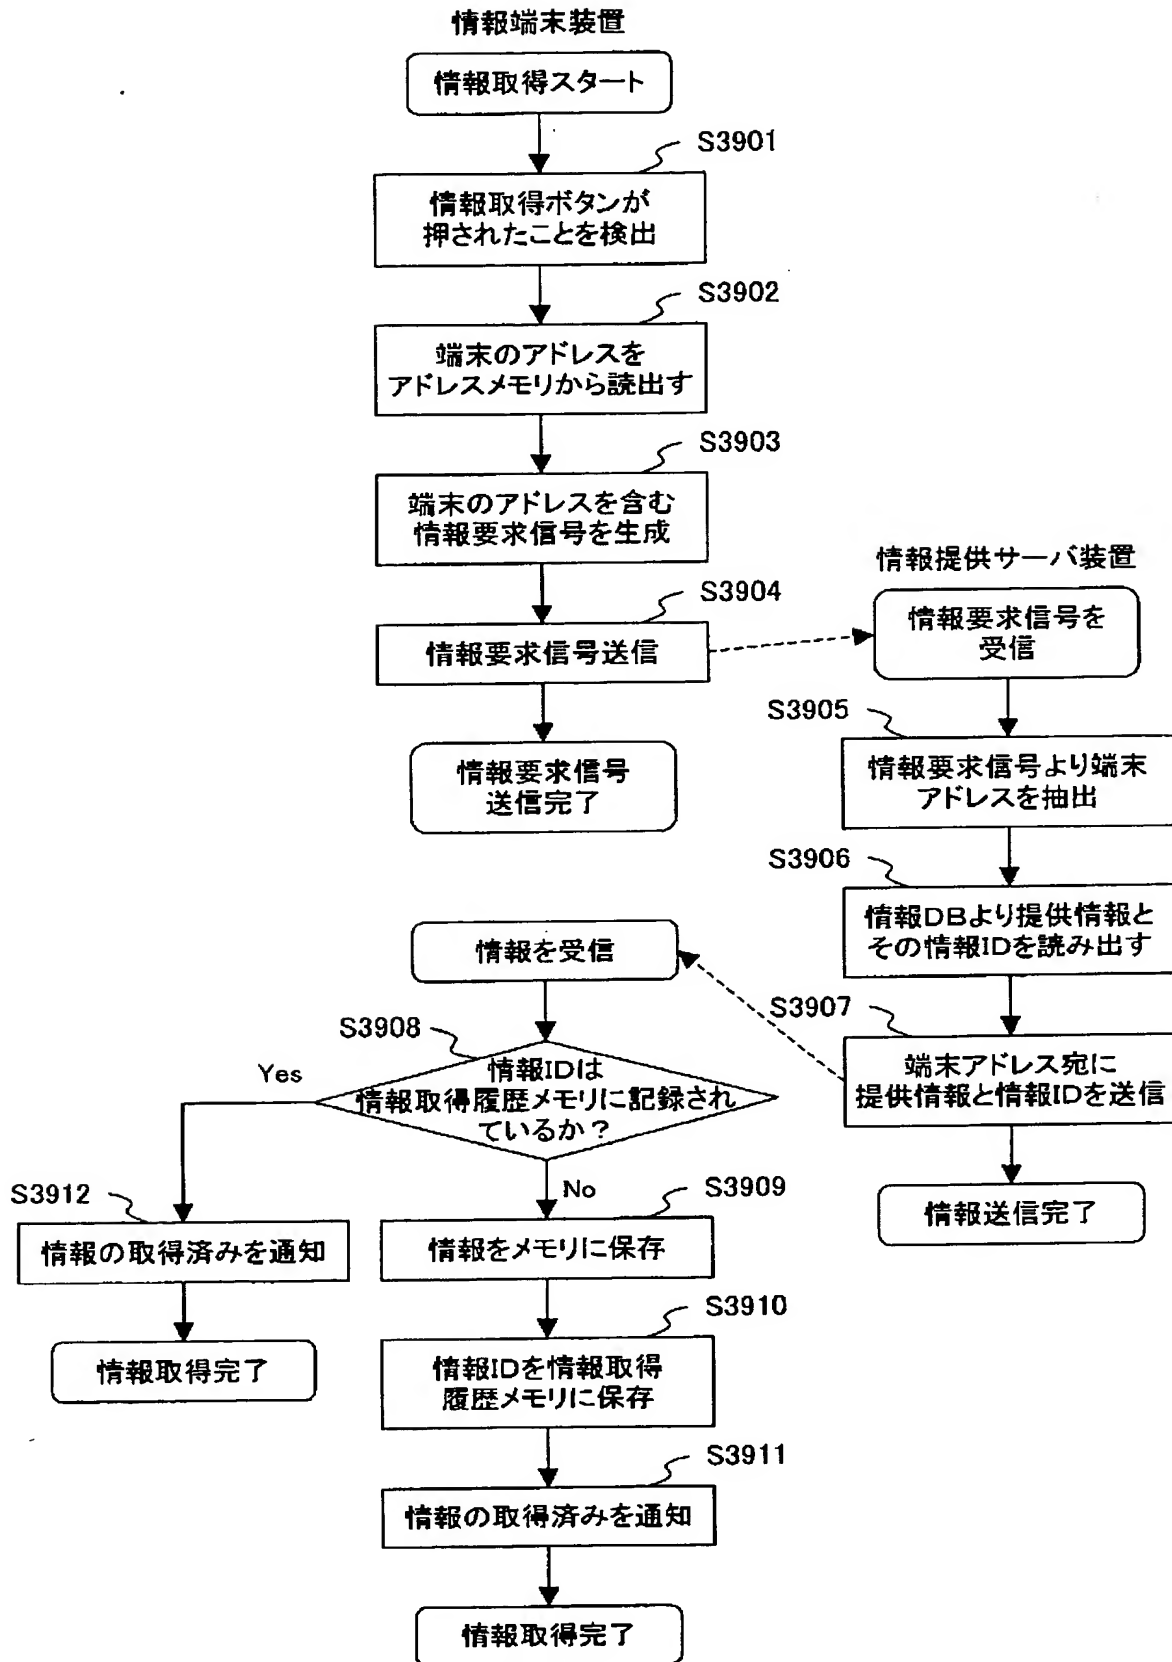 情報端末装置
情報取得スタート
S3901
情報取得ボタンが
押されたことを検出
S3902
端末のアドレスを
アドレスメモリから読出す
S3903
端末のアドレスを含む
情報要求信号を生成
S3904
情報要求信号送信
情報要求信号
送信完了
情報提供サーバ装置
情報要求信号を
受信
S3905
情報要求信号より端末
アドレスを抽出
S3906
情報DBより提供情報と
その情報IDを読み出す
S3907
端末アドレス宛に
提供情報と情報IDを送信
情報送信完了
情報を受信
S3908
情報IDは
情報取得履歴メモリに記録され
ているか？
Yes
No
S3912
情報の取得済みを通知
情報取得完了
S3909
情報をメモリに保存
S3910
情報IDを情報取得
履歴メモリに保存
S3911
情報の取得済みを通知
情報取得完了